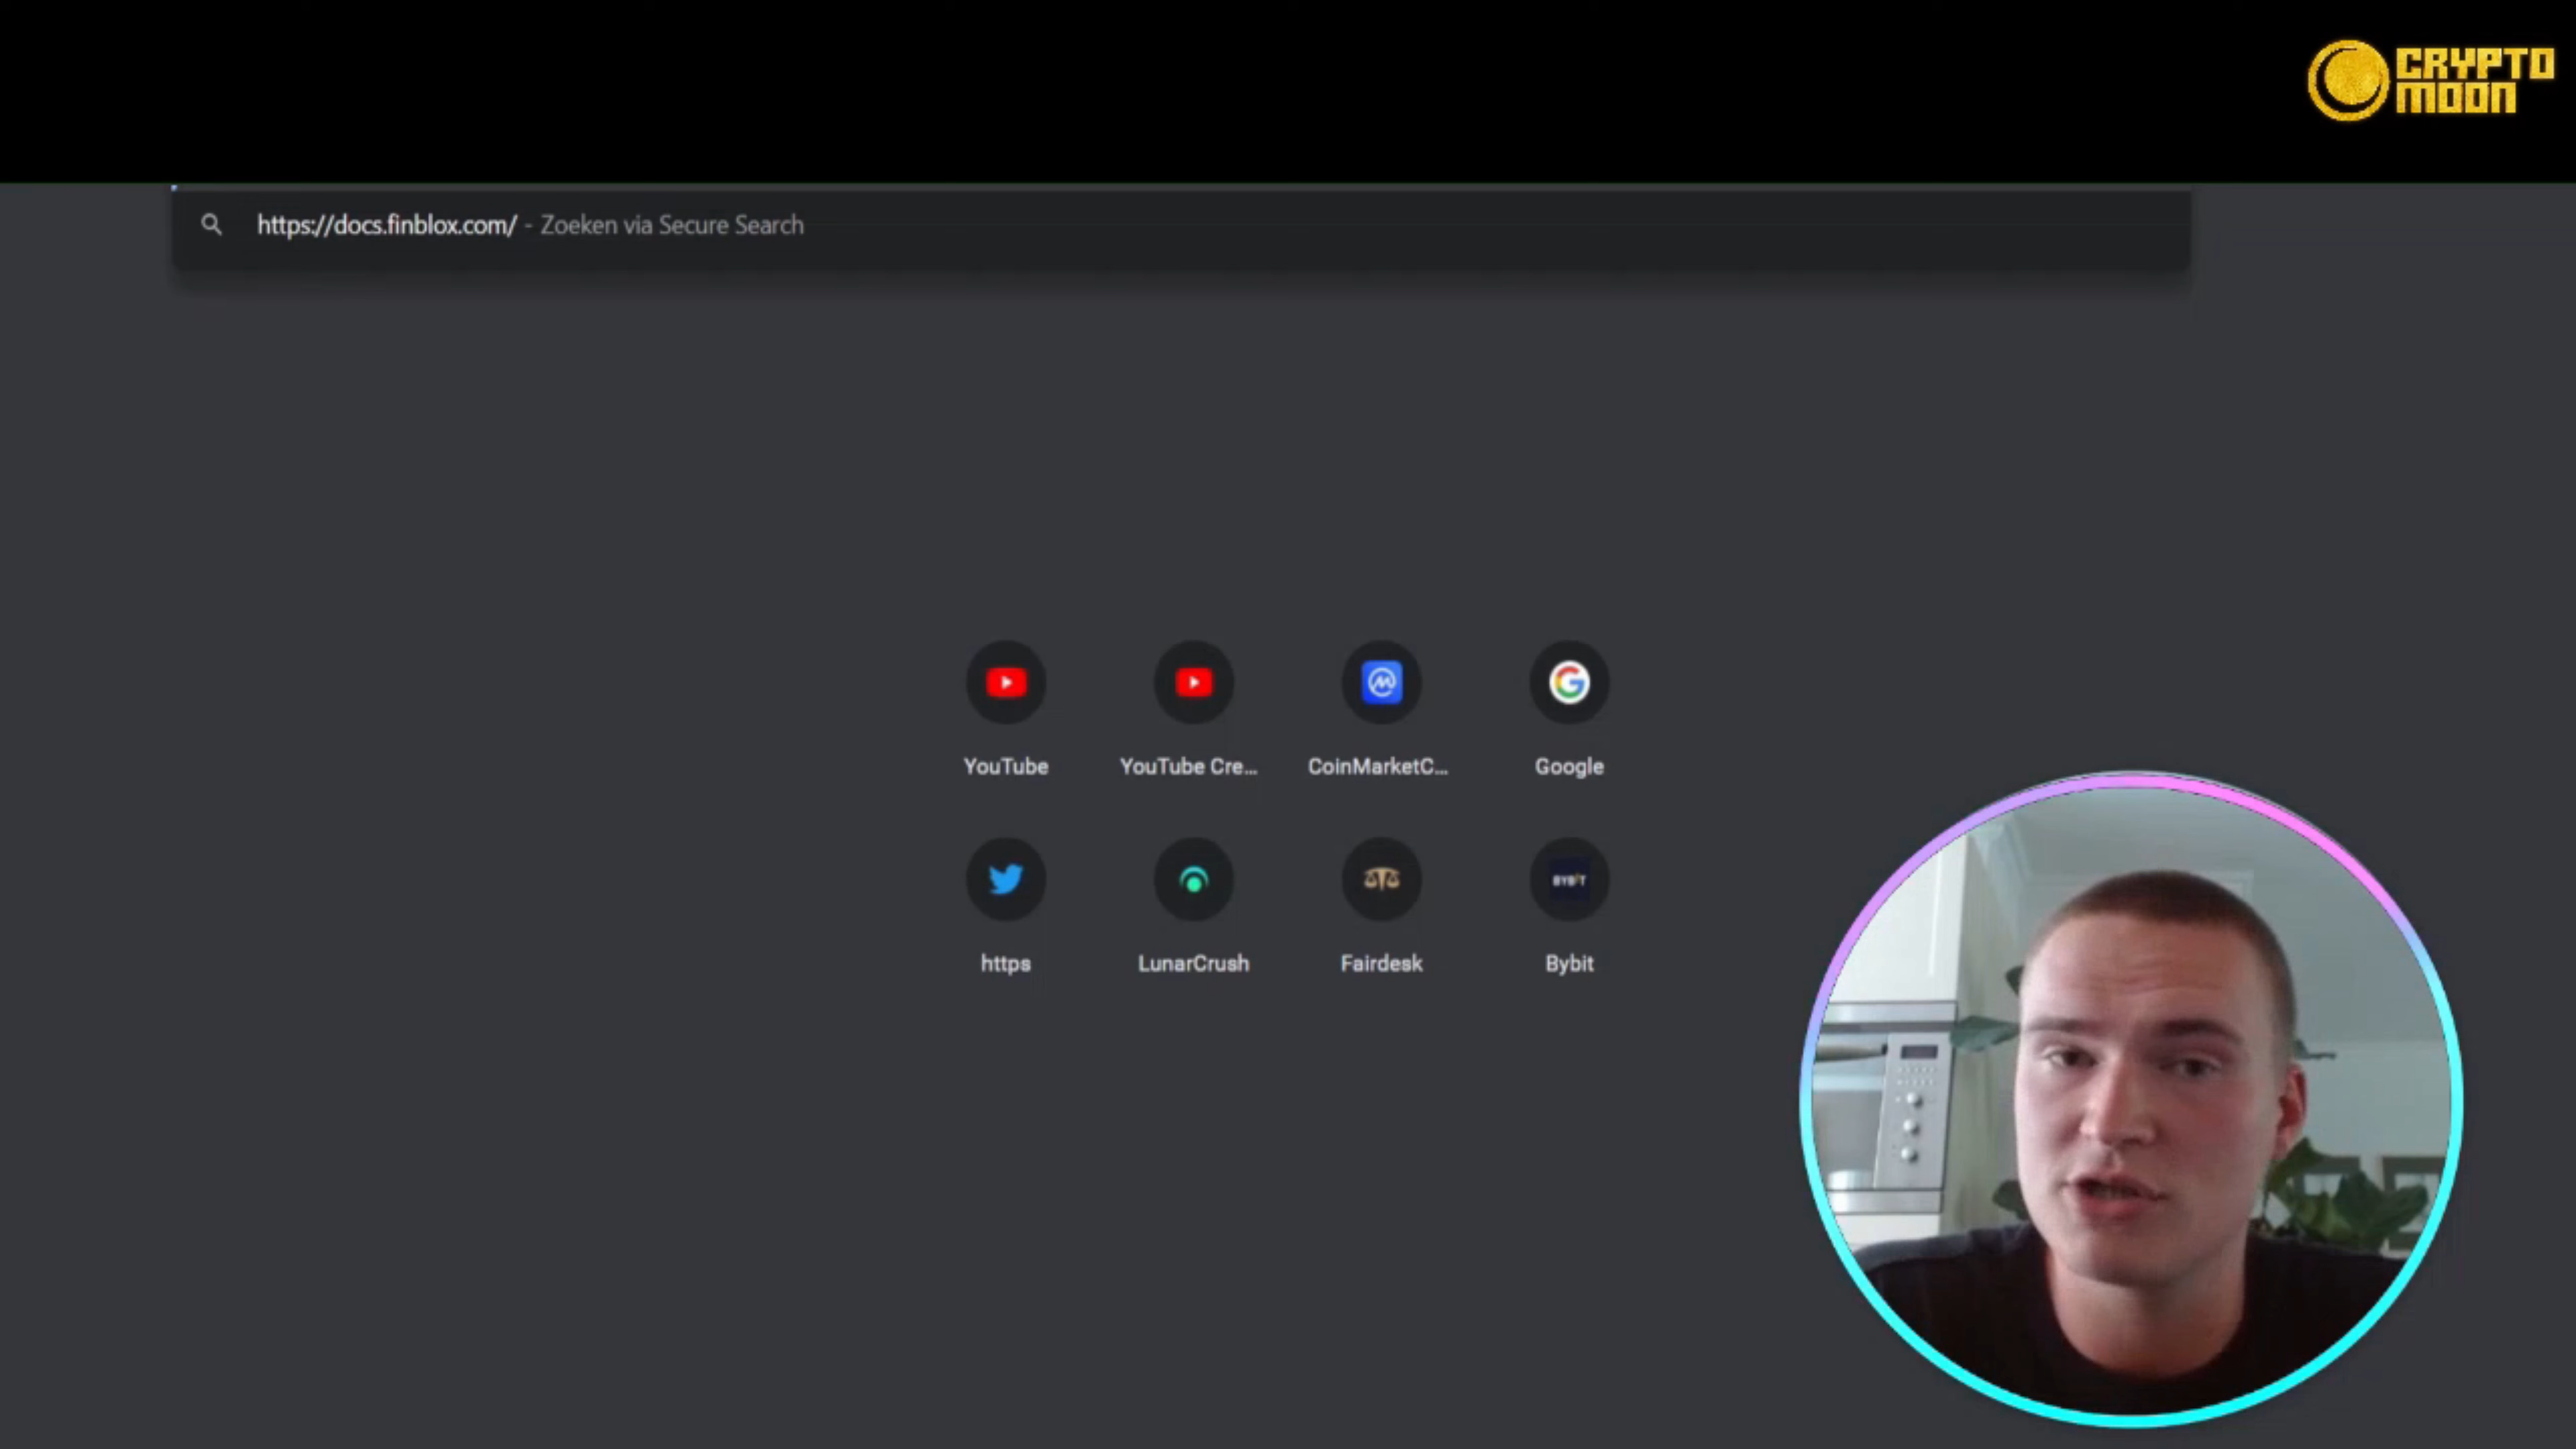 CRYPTO
MOON
https://docs.finblox.com/ - Zoeken via Secure Search
YouTube
YouTube Cre...
CoinMarketC...
Google
BYBIT
https
LunarCrush
Fairdesk
Bybit